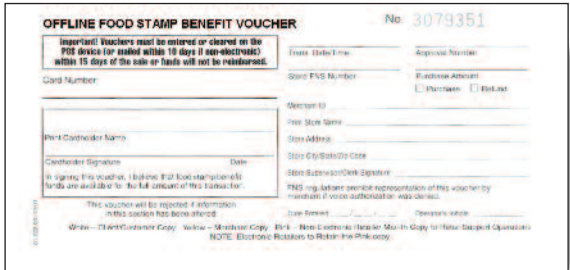 OFFLINE FOOD STAMP BENEFIT VOUCHER
No. 3079351
Important! Vouchers must be entered or cleared on the
POS device (or mailed within 10 days if non-electronic)
within 15 days of the sale or funds will not be reimbursed.
Card Number:
Print Cardholder Name
Cardholder Signature Date
In signing this voucher, I believe that food stamp benefit
funds are available for the full amount of this transaction.
This voucher will be rejected if information
in this section has been altered
Trans. Date/Time Approval Number
Store FNS Number Purchase Amount
Purchase Refund
Merchant ID
Print Store Name
Store Address
Store City/State/Zip Code
Store Supervisor/Clerk Signature
FNS regulations prohibit representation of this voucher by
merchant if voice authorization was denied.
Date Entered / / Operator's Initials
White – Client/Customer Copy Yellow – Merchant Copy Pink – Non-Electronic Retailer Mail In Copy to Retail Support Operations
NOTE: Electronic Retailers to Retain the Pink copy